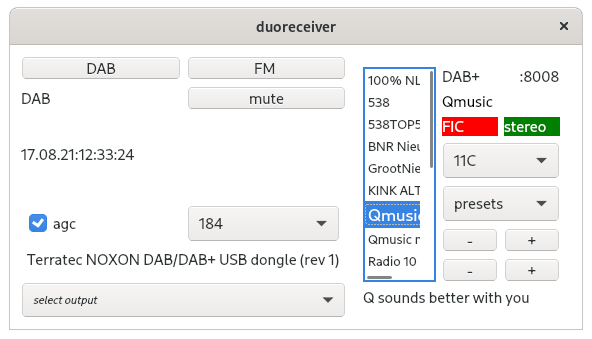 duoreceiver ×
DAB FM
DAB mute
17.08.21:12:33:24
agc 184
Terratec NOXON DAB/DAB+ USB dongle (rev 1)
select output
100% NL
538
538TOP5
BNR Nieu
GrootNie
KINK ALT
Qmusic
Qmusic n
Radio 10
DAB+ :8008
Qmusic
FIC stereo
11C
presets
- +
- +
Q sounds better with you